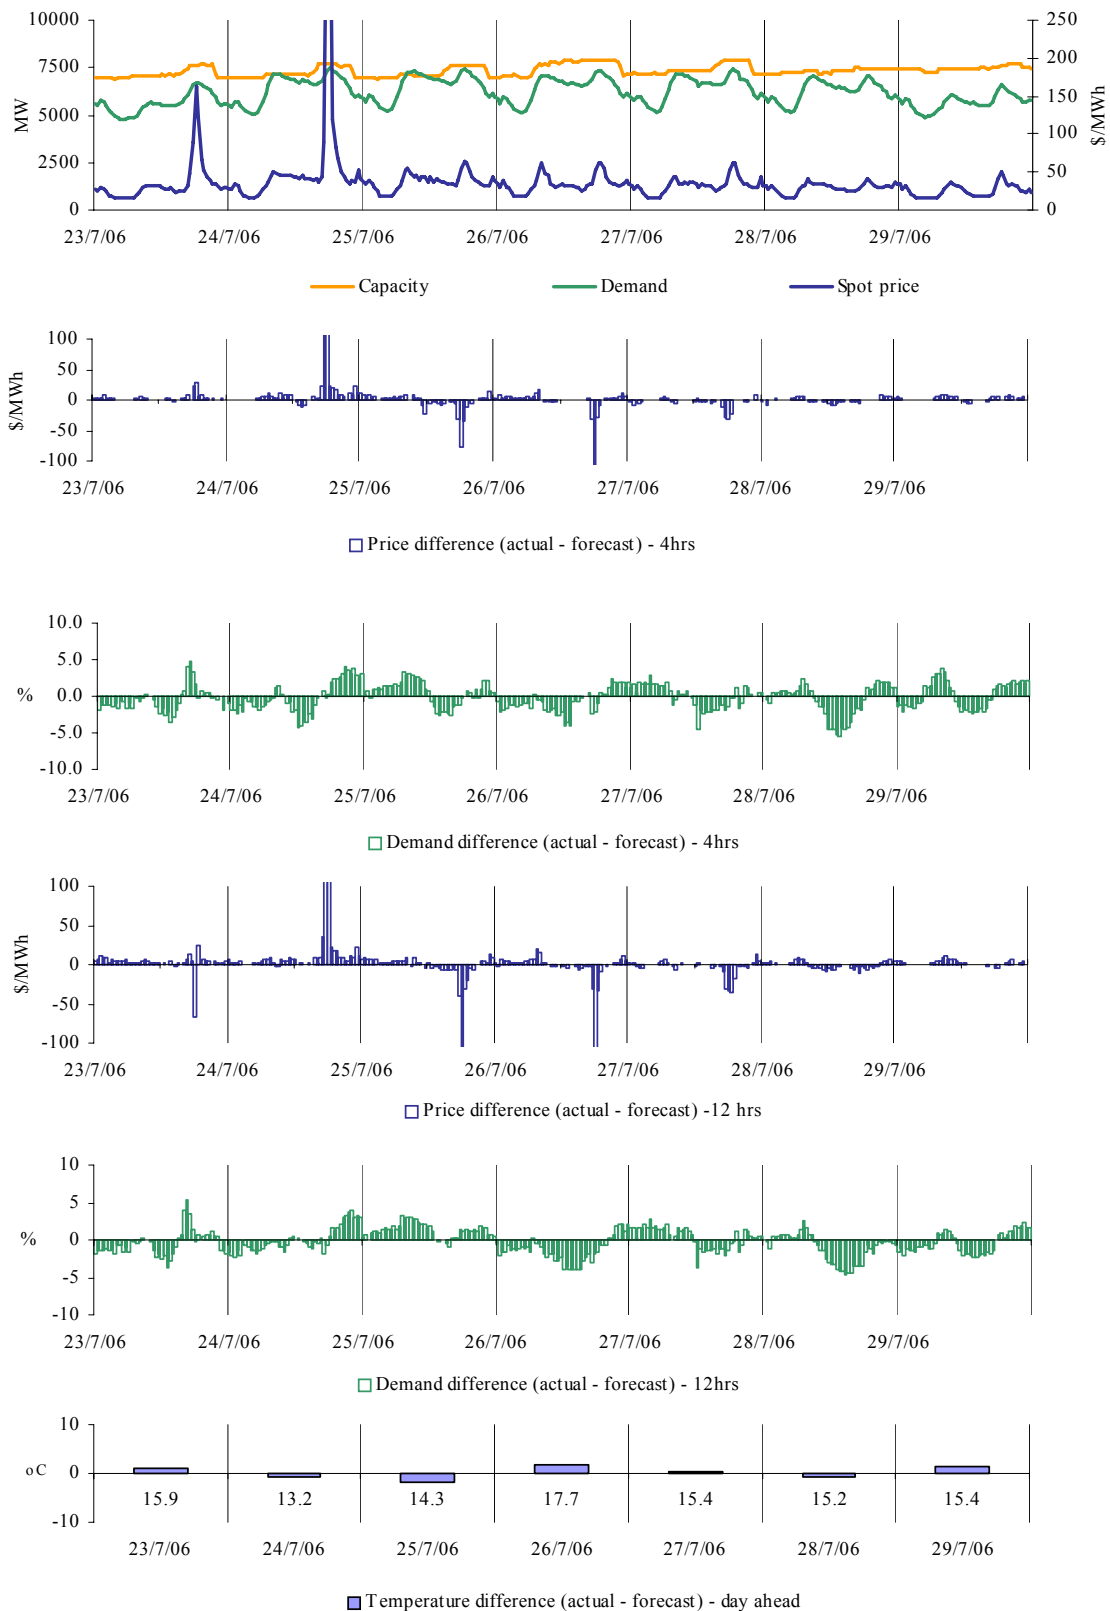 10000
7500
5000
2500
0
MW
250
200
150
100
50
0
$/MWh
23/7/06 24/7/06 25/7/06 26/7/06 27/7/06 28/7/06 29/7/06
Capacity Demand Spot price
100
50
0
-50
-100
$/MWh
23/7/06 24/7/06 25/7/06 26/7/06 27/7/06 28/7/06 29/7/06
Price difference (actual - forecast) - 4hrs
10.0
5.0
0.0
-5.0
-10.0
%
23/7/06 24/7/06 25/7/06 26/7/06 27/7/06 28/7/06 29/7/06
Demand difference (actual - forecast) - 4hrs
100
50
0
-50
-100
$/MWh
23/7/06 24/7/06 25/7/06 26/7/06 27/7/06 28/7/06 29/7/06
Price difference (actual - forecast) -12 hrs
10
5
0
-5
-10
%
23/7/06 24/7/06 25/7/06 26/7/06 27/7/06 28/7/06 29/7/06
Demand difference (actual - forecast) - 12hrs
10
0
-10
oC
15.9 13.2 14.3 17.7 15.4 15.2 15.4
23/7/06 24/7/06 25/7/06 26/7/06 27/7/06 28/7/06 29/7/06
Temperature difference (actual - forecast) - day ahead